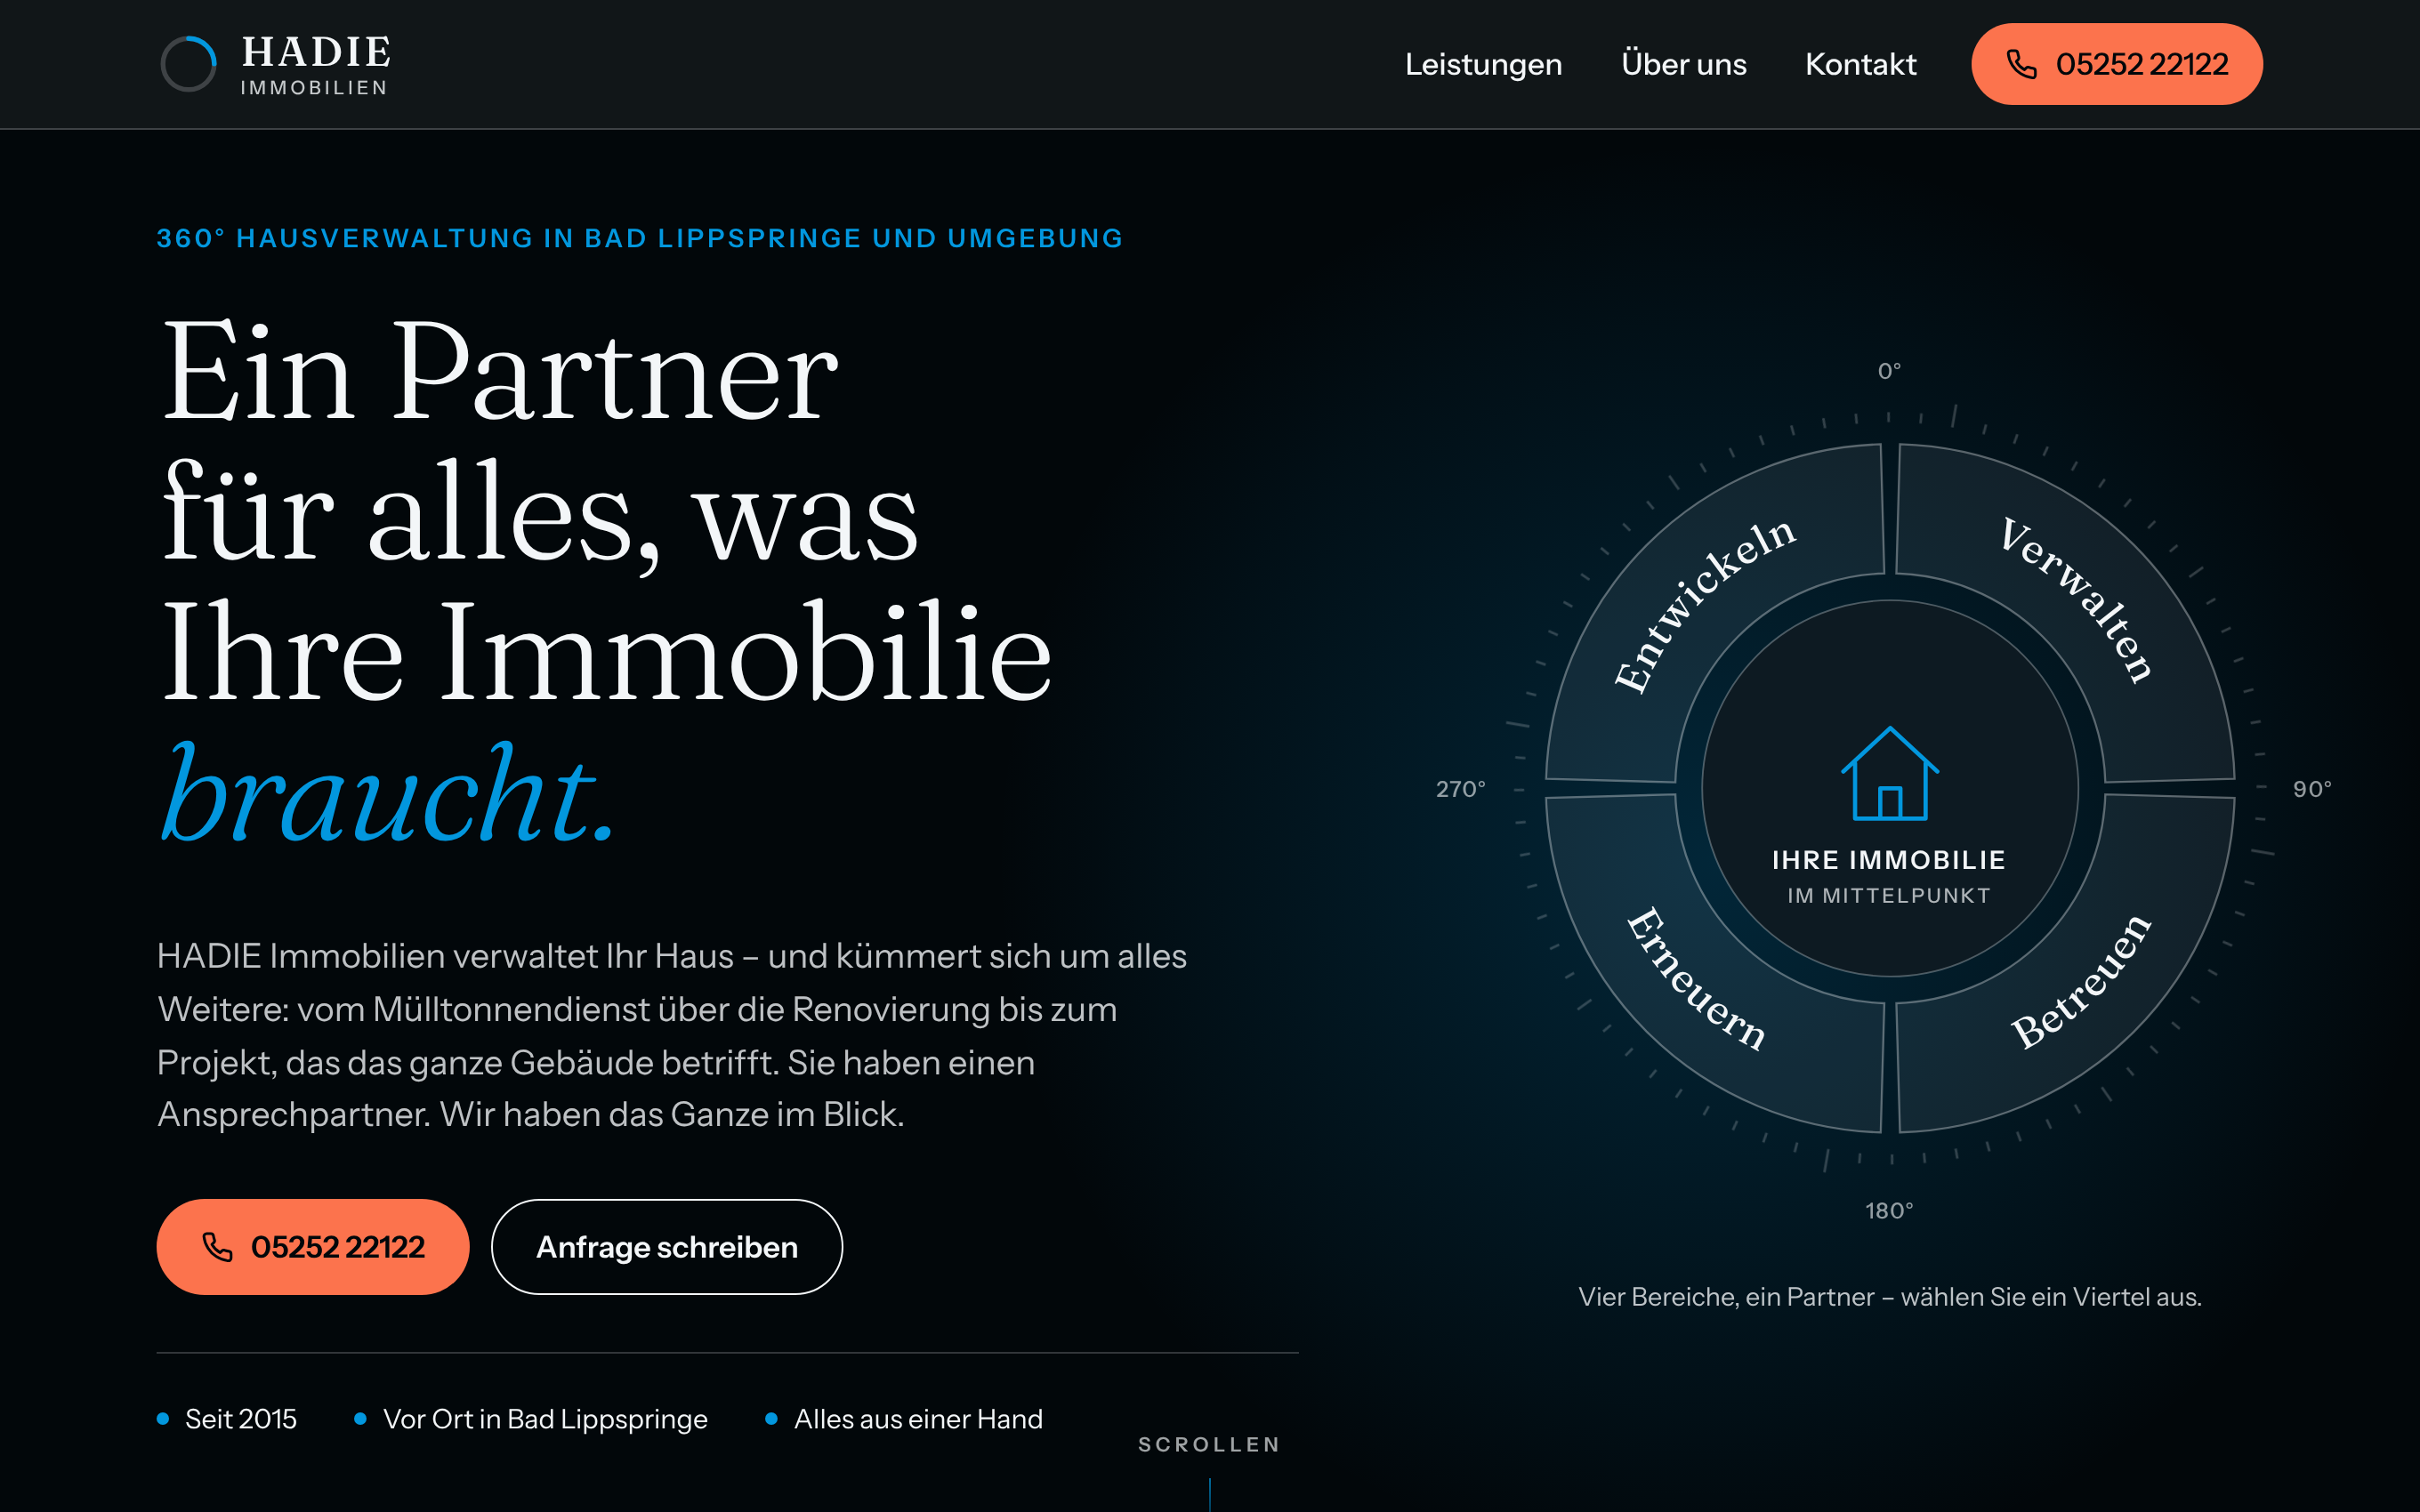 HADIE
IMMOBILIEN
Leistungen
Über uns
Kontakt
05252 22122
360° HAUSVERWALTUNG IN BAD LIPPSPRINGE UND UMGEBUNG
Ein Partner
für alles, was
Ihre Immobilie
braucht.
HADIE Immobilien verwaltet Ihr Haus – und kümmert sich um alles
Weitere: vom Mülltonnendienst über die Renovierung bis zum
Projekt, das das ganze Gebäude betrifft. Sie haben einen
Ansprechpartner. Wir haben das Ganze im Blick.
05252 22122
Anfrage schreiben
Seit 2015
Vor Ort in Bad Lippspringe
Alles aus einer Hand
SCROLLEN
0°
Entwickeln
Verwalten
270°
90°
IHRE IMMOBILIE
IM MITTELPUNKT
Erneuern
Betreuen
180°
Vier Bereiche, ein Partner – wählen Sie ein Viertel aus.